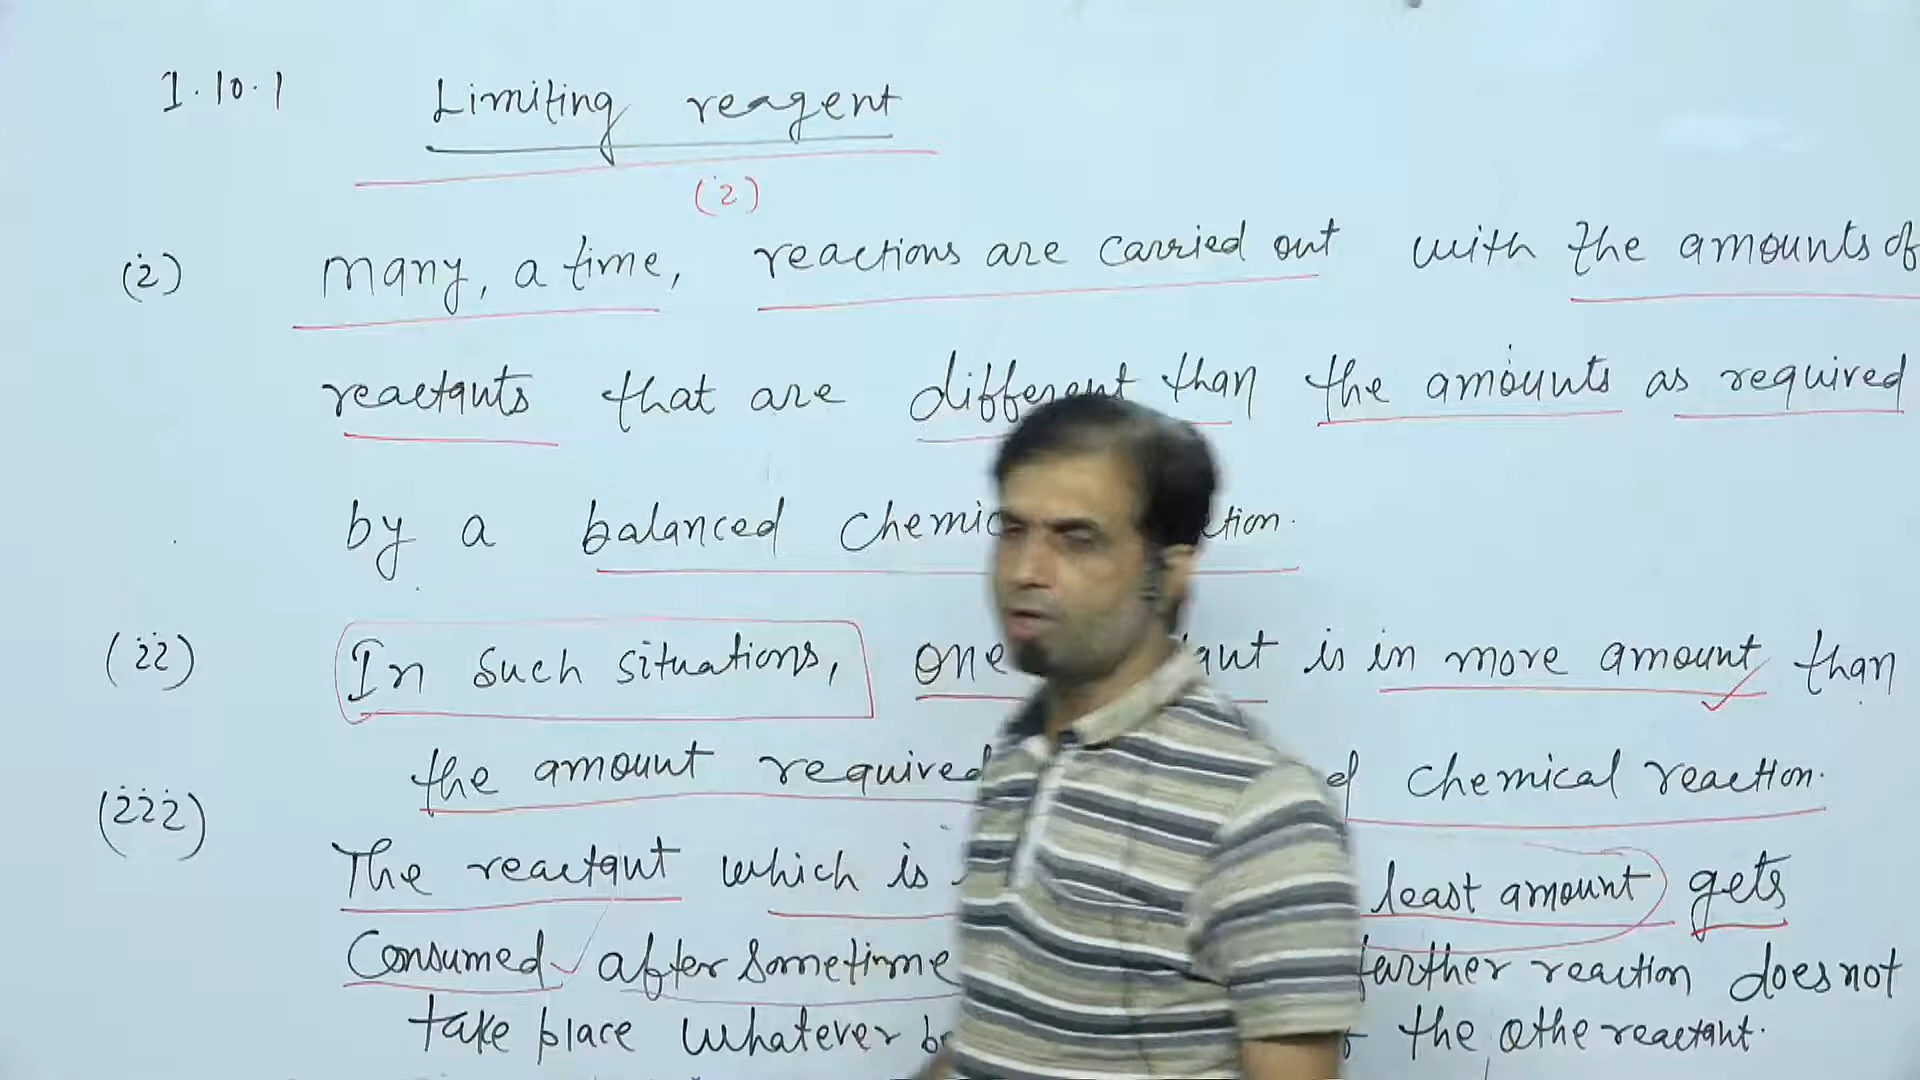 1.10.1 Limiting reagent
(i)
(i) many, a time, reactions are carried out with the amounts of
reactants that are different than the amounts as required
by a balanced
(ii) In such situations, one is in more amount than
the amount required chemical reaction.
(iii)
The reactant which is least amount gets
Consumed after sometime further reaction does not
take place whatever the othe reactant.